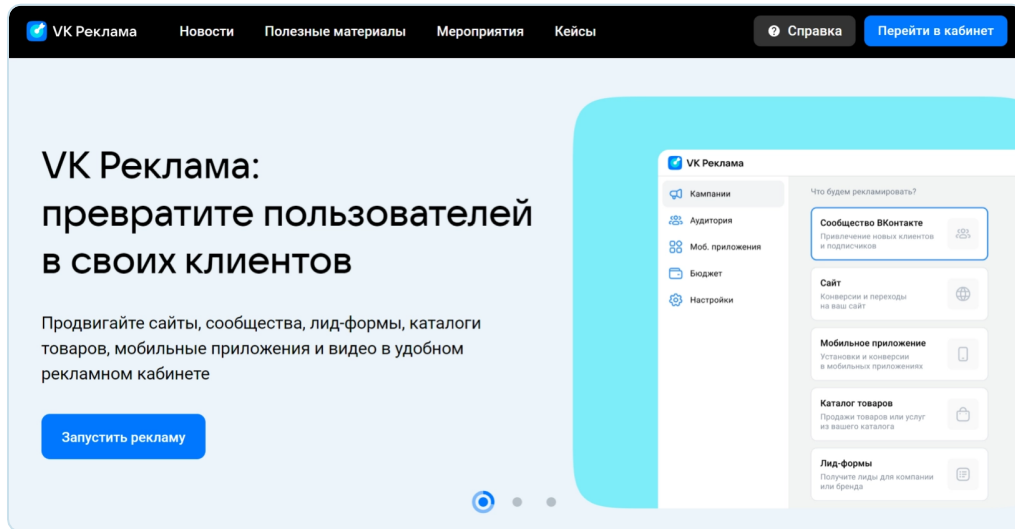 VK Реклама
Новости
Полезные материалы
Мероприятия
Кейсы
Справка
Перейти в кабинет
VK Реклама:
превратите пользователей
в своих клиентов
Продвигайте сайты, сообщества, лид-формы, каталоги
товаров, мобильные приложения и видео в удобном
рекламном кабинете
Запустить рекламу
VK Реклама
Кампании
Аудитория
Моб. приложения
Бюджет
Настройки
Что будем рекламировать?
Сообщество ВКонтакте
Привлечение новых клиентов
и подписчиков
Сайт
Конверсии и переходы
на ваш сайт
Мобильное приложение
Установки и конверсии
в мобильных приложениях
Каталог товаров
Продажи товаров или услуг
из вашего каталога
Лид-формы
Получите лиды для компании
или бренда